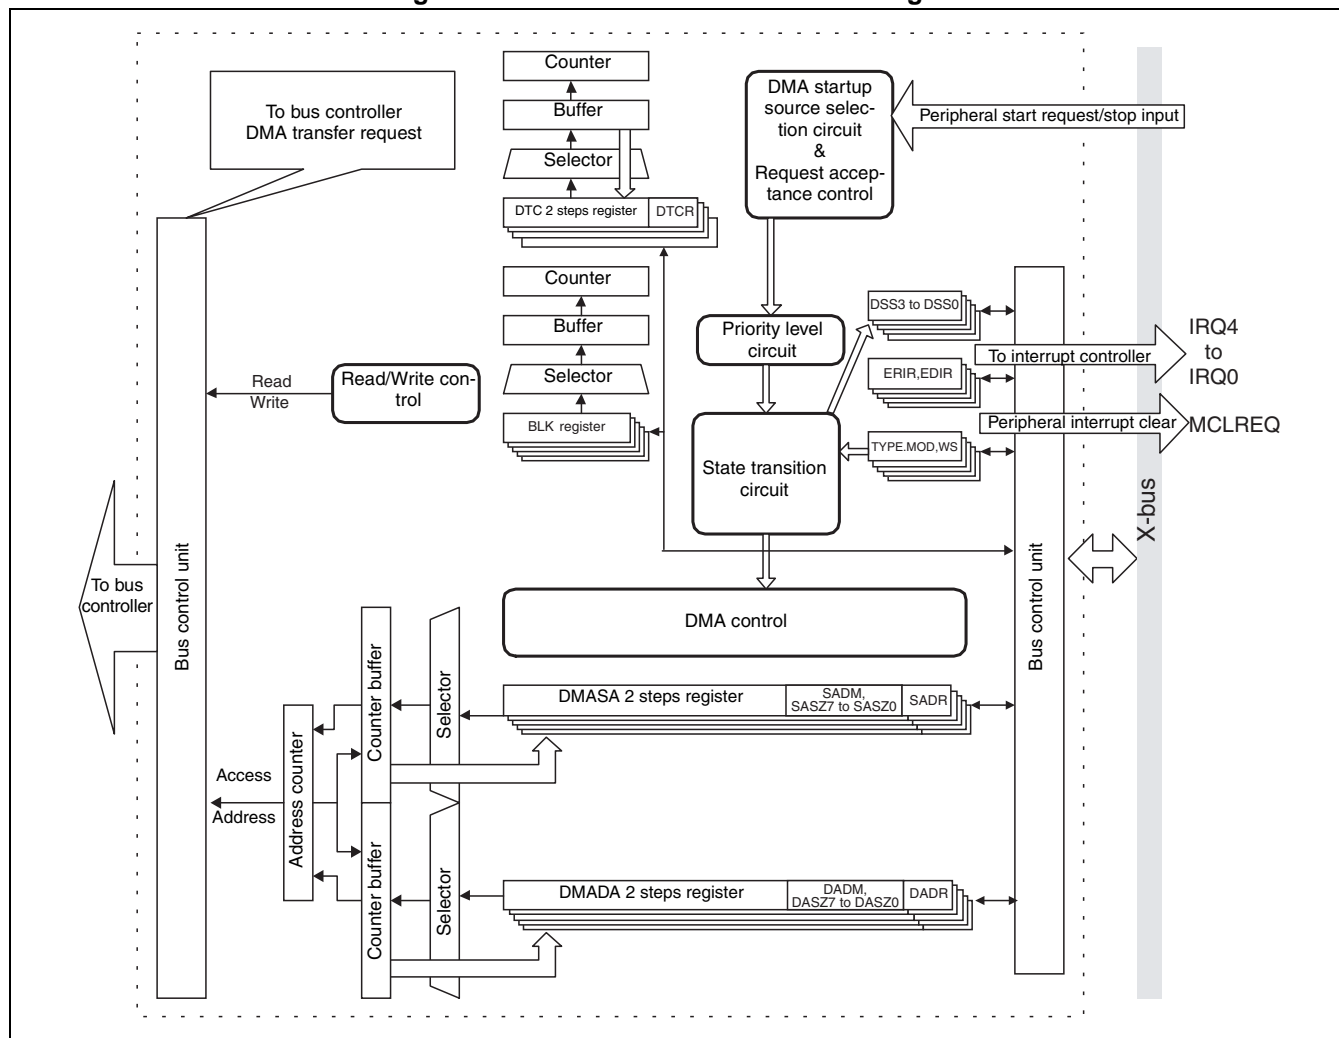 To bus controller
DMA transfer request
Counter
Buffer
Selector
DTC 2 steps register
DTCR
DMA startup
source selec-
tion circuit
&
Request accep-
tance control
Peripheral start request/stop input
Counter
Buffer
Selector
BLK register
Priority level
circuit
DSS3 to DSS0
To interrupt controller
IRQ4
to
IRQ0
ERIR,EDIR
Peripheral interrupt clear
MCLREQ
TYPE.MOD,WS
Read
Write
Read/Write con-
trol
State transition
circuit
X-bus
To bus
controller
Bus control unit
Bus control unit
DMA control
DMASA 2 steps register
SADM,
SASZ7 to SASZ0
SADR
Selector
Counter buffer
Address counter
Access
Address
DMADA 2 steps register
DADM,
DASZ7 to DASZ0
DADR
Selector
Counter buffer